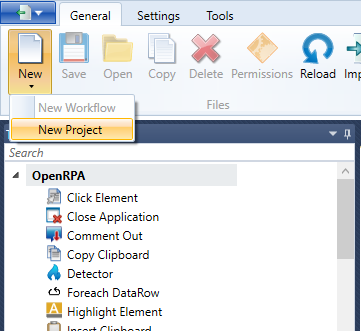 General Settings Tools
New Save Open Copy Delete Permissions Reload
Files
New Workflow
New Project
Search
OpenRPA
Click Element
Close Application
Comment Out
Copy Clipboard
Detector
Foreach DataRow
Highlight Element
Insert Clipboard